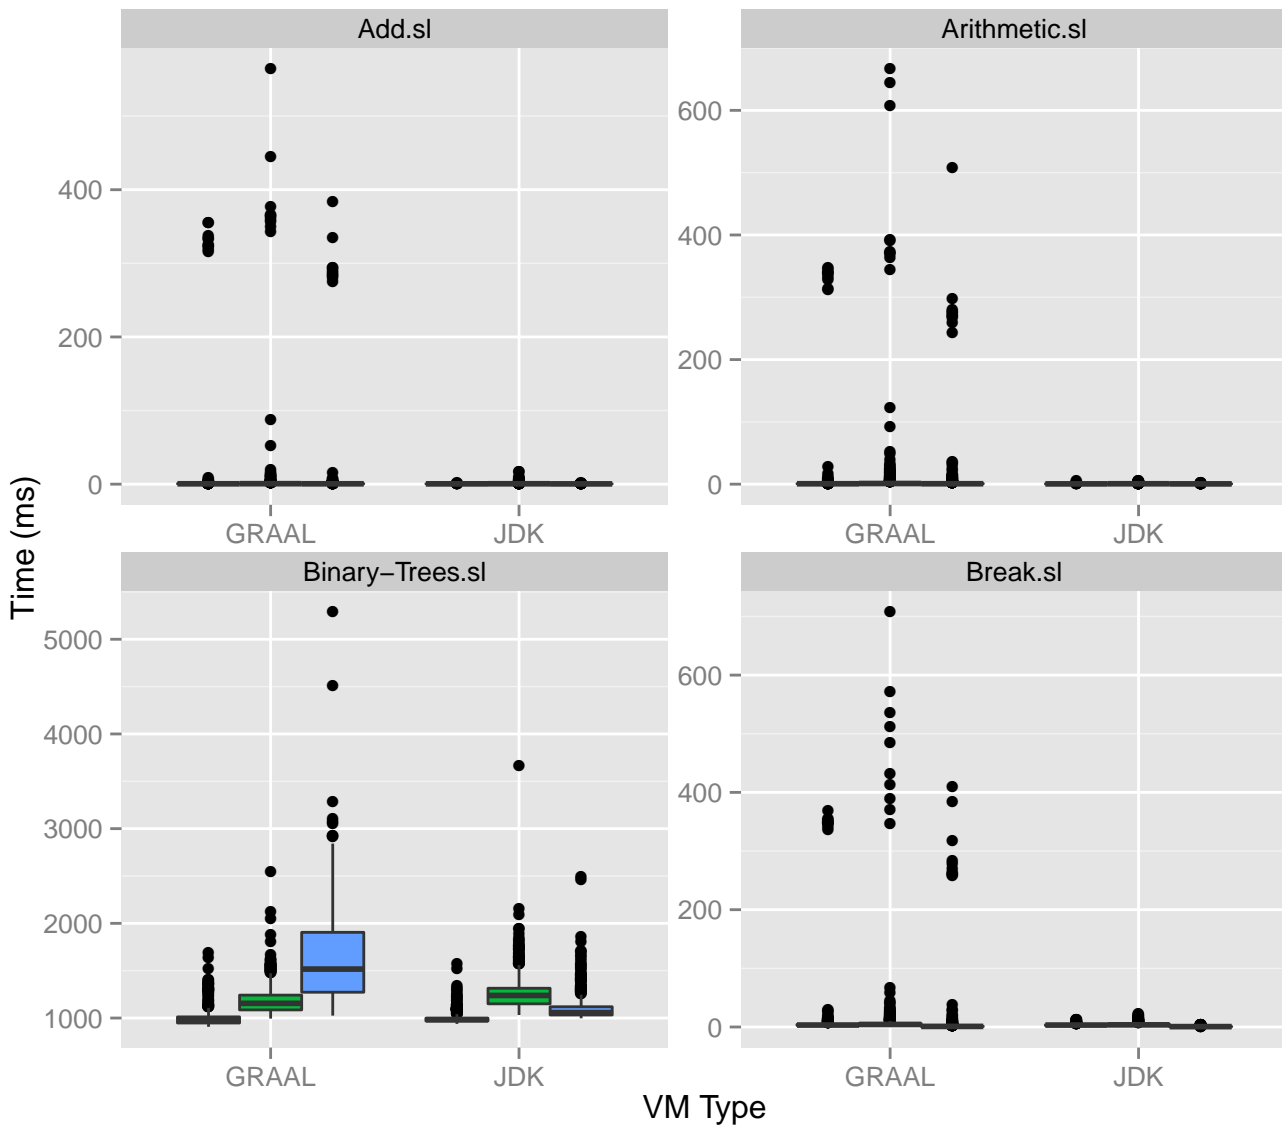 Add.sl
Arithmetic.sl
400
200
0
600
400
200
0
GRAAL
JDK
GRAAL
JDK
Time (ms)
Binary−Trees.sl
Break.sl
5000
4000
3000
2000
1000
600
400
200
0
GRAAL
JDK
GRAAL
JDK
VM Type